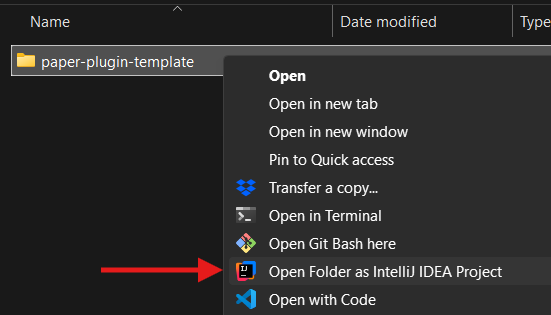 Name
Date modified
Type
paper-plugin-template
Open
Open in new tab
Open in new window
Pin to Quick access
Transfer a copy...
Open in Terminal
Open Git Bash here
IJ
Open Folder as IntelliJ IDEA Project
Open with Code